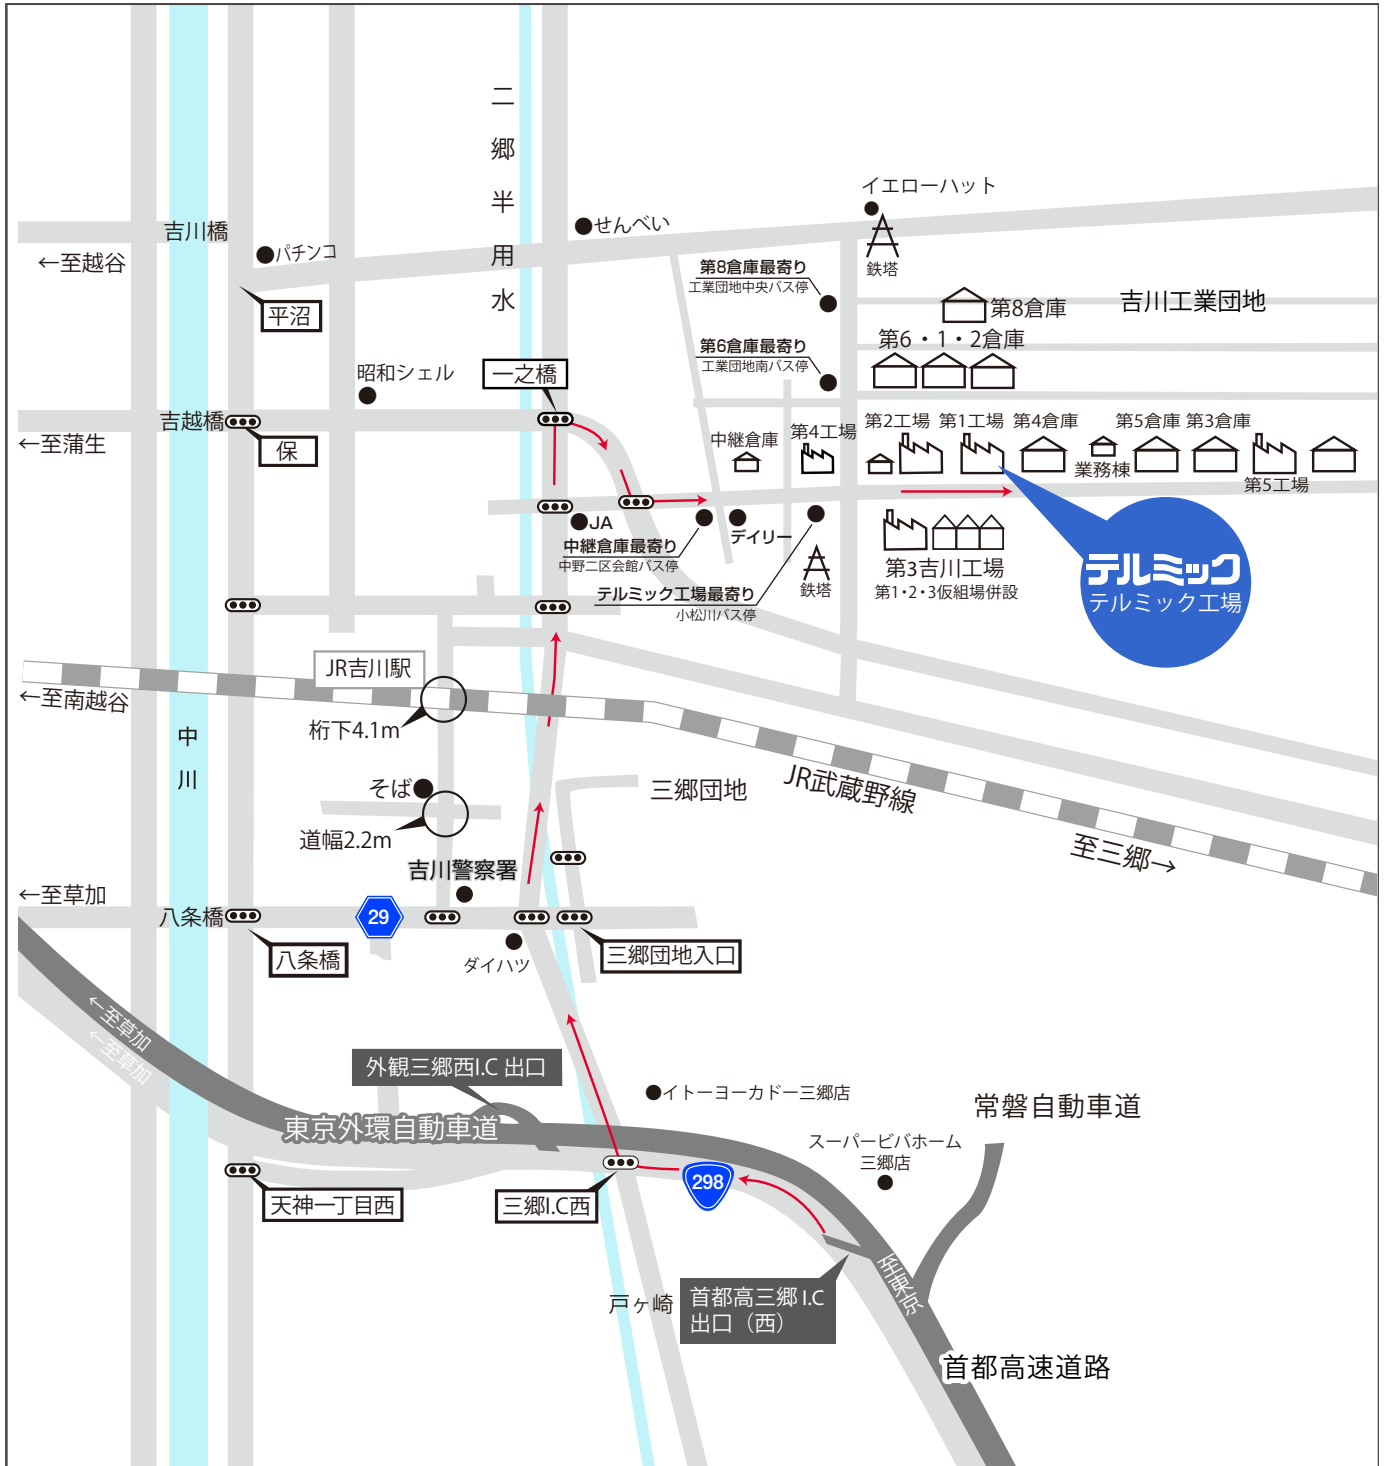 二郷半用水
イエローハット
せんべい
吉川橋
←至越谷
パチンコ
鉄塔
第8倉庫最寄り
工業団地中央バス停
第8倉庫
吉川工業団地
平沼
第6・1・2倉庫
第6倉庫最寄り
工業団地南バス停
昭和シェル
一之橋
吉越橋
←至蒲生
保
中継倉庫
第4工場
第2工場
第1工場
第4倉庫
業務棟
第5倉庫
第3倉庫
第5工場
JA
デイリー
中継倉庫最寄り
中野二区会館バス停
鉄塔
第3吉川工場
第1・2・3仮組場併設
テルミック
テルミック工場
テルミック工場最寄り
小松川バス停
JR吉川駅
←至南越谷
桁下4.1m
中川
そば
道幅2.2m
三郷団地
JR武蔵野線
至三郷→
吉川警察署
←至草加
八条橋
29
八条橋
ダイハツ
三郷団地入口
←至草加
←至草加
外観三郷西I.C 出口
イトーヨーカドー三郷店
常磐自動車道
東京外環自動車道
スーパービバホーム
三郷店
298
天神一丁目西
三郷I.C西
至東京
戸ヶ崎
首都高三郷 I.C
出口（西）
首都高速道路